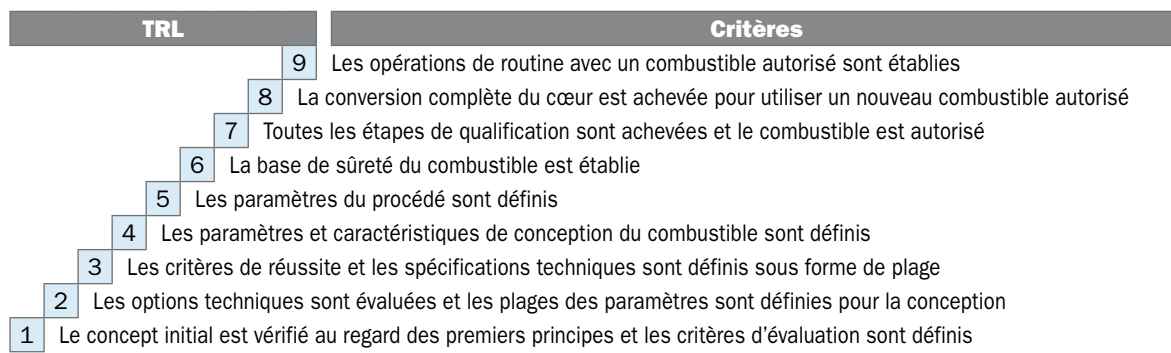 TRL Critères
9 Les opérations de routine avec un combustible autorisé sont établies
8 La conversion complète du cœur est achevée pour utiliser un nouveau combustible autorisé
7 Toutes les étapes de qualification sont achevées et le combustible est autorisé
6 La base de sûreté du combustible est établie
5 Les paramètres du procédé sont définis
4 Les paramètres et caractéristiques de conception du combustible sont définis
3 Les critères de réussite et les spécifications techniques sont définis sous forme de plage
2 Les options techniques sont évaluées et les plages des paramètres sont définies pour la conception
1 Le concept initial est vérifié au regard des premiers principes et les critères d’évaluation sont définis